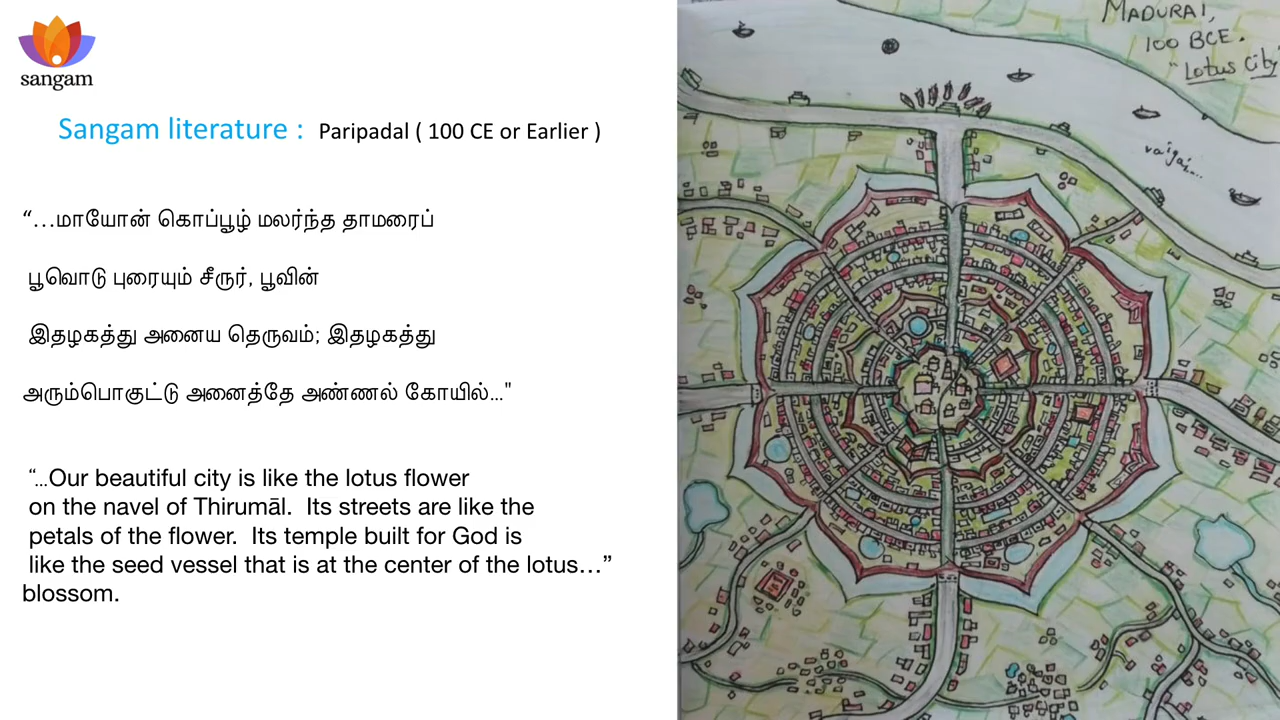 sangam
Sangam literature : Paripadal ( 100 CE or Earlier )
“…மாயோன் கொப்பூழ் மலர்ந்த தாமரைப்
பூவொடு புரையும் சீரூர், பூவின்
இதழகத்து அனைய தெருவம்; இதழகத்து
அரும்பொகுட்டு அனைத்தே அண்ணல் கோயில்..."
“…Our beautiful city is like the lotus flower
on the navel of Thirumāl. Its streets are like the
petals of the flower. Its temple built for God is
like the seed vessel that is at the center of the lotus…”
blossom.
MADURAI,
100 BCE.
"Lotus City
vaigai...